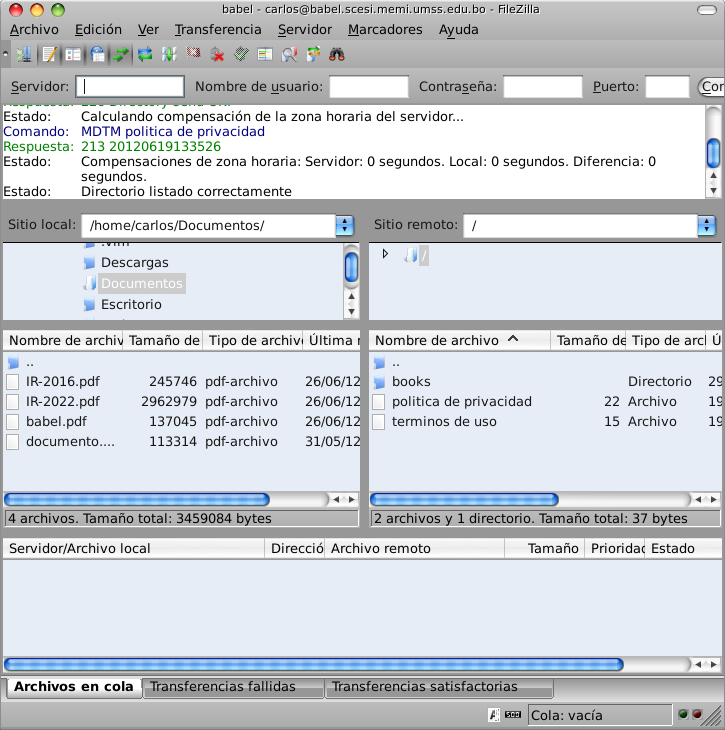 babel - carlos@babel.scesi.memi.umss.edu.bo - FileZilla
Archivo Edición Ver Transferencia Servidor Marcadores Ayuda
Servidor: Nombre de usuario: Contraseña: Puerto:
Estado: Calculando compensación de la zona horaria del servidor...
Comando: MDTM politica de privacidad
Respuesta: 213 20120619133526
Estado: Compensaciones de zona horaria: Servidor: 0 segundos. Local: 0 segundos. Diferencia: 0
segundos.
Estado: Directorio listado correctamente
Sitio local: /home/carlos/Documentos/ Sitio remoto: /
.vim
/
Descargas
Documentos
Escritorio
Nombre de archiv Tamaño de Tipo de archiv Última Nombre de archivo Tamaño de Tipo de arc Ú
.. ..
IR-2016.pdf 245746 pdf-archivo 26/06/12 books Directorio 29
IR-2022.pdf 2962979 pdf-archivo 26/06/12 politica de privacidad 22 Archivo 19
babel.pdf 137045 pdf-archivo 26/06/12 terminos de uso 15 Archivo 19
documento.... 113314 pdf-archivo 31/05/12
4 archivos. Tamaño total: 3459084 bytes 2 archivos y 1 directorio. Tamaño total: 37 bytes
Servidor/Archivo local Direcció Archivo remoto Tamaño Prioridad Estado
Archivos en cola Transferencias fallidas Transferencias satisfactorias
Cola: vacía